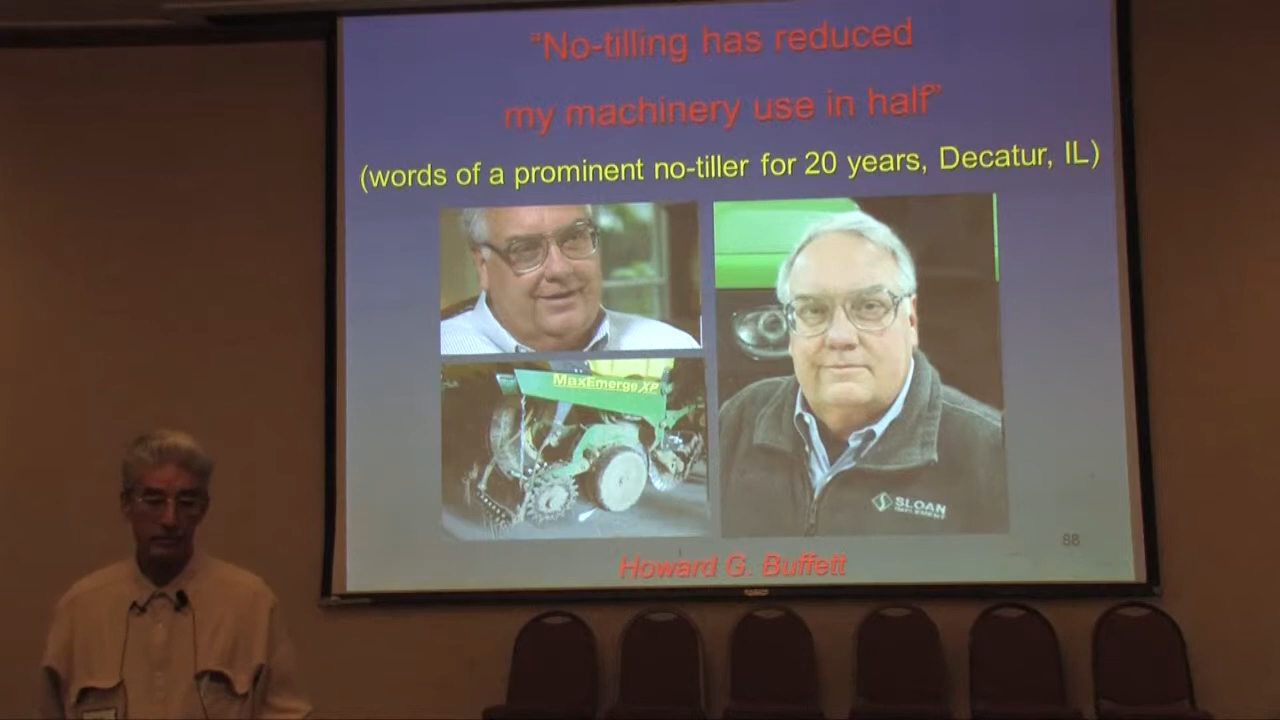 “No-tilling has reduced
my machinery use in half”
(words of a prominent no-tiller for 20 years, Decatur, IL)
MaxEmerge XP
SLOAN
88
Howard G. Buffett